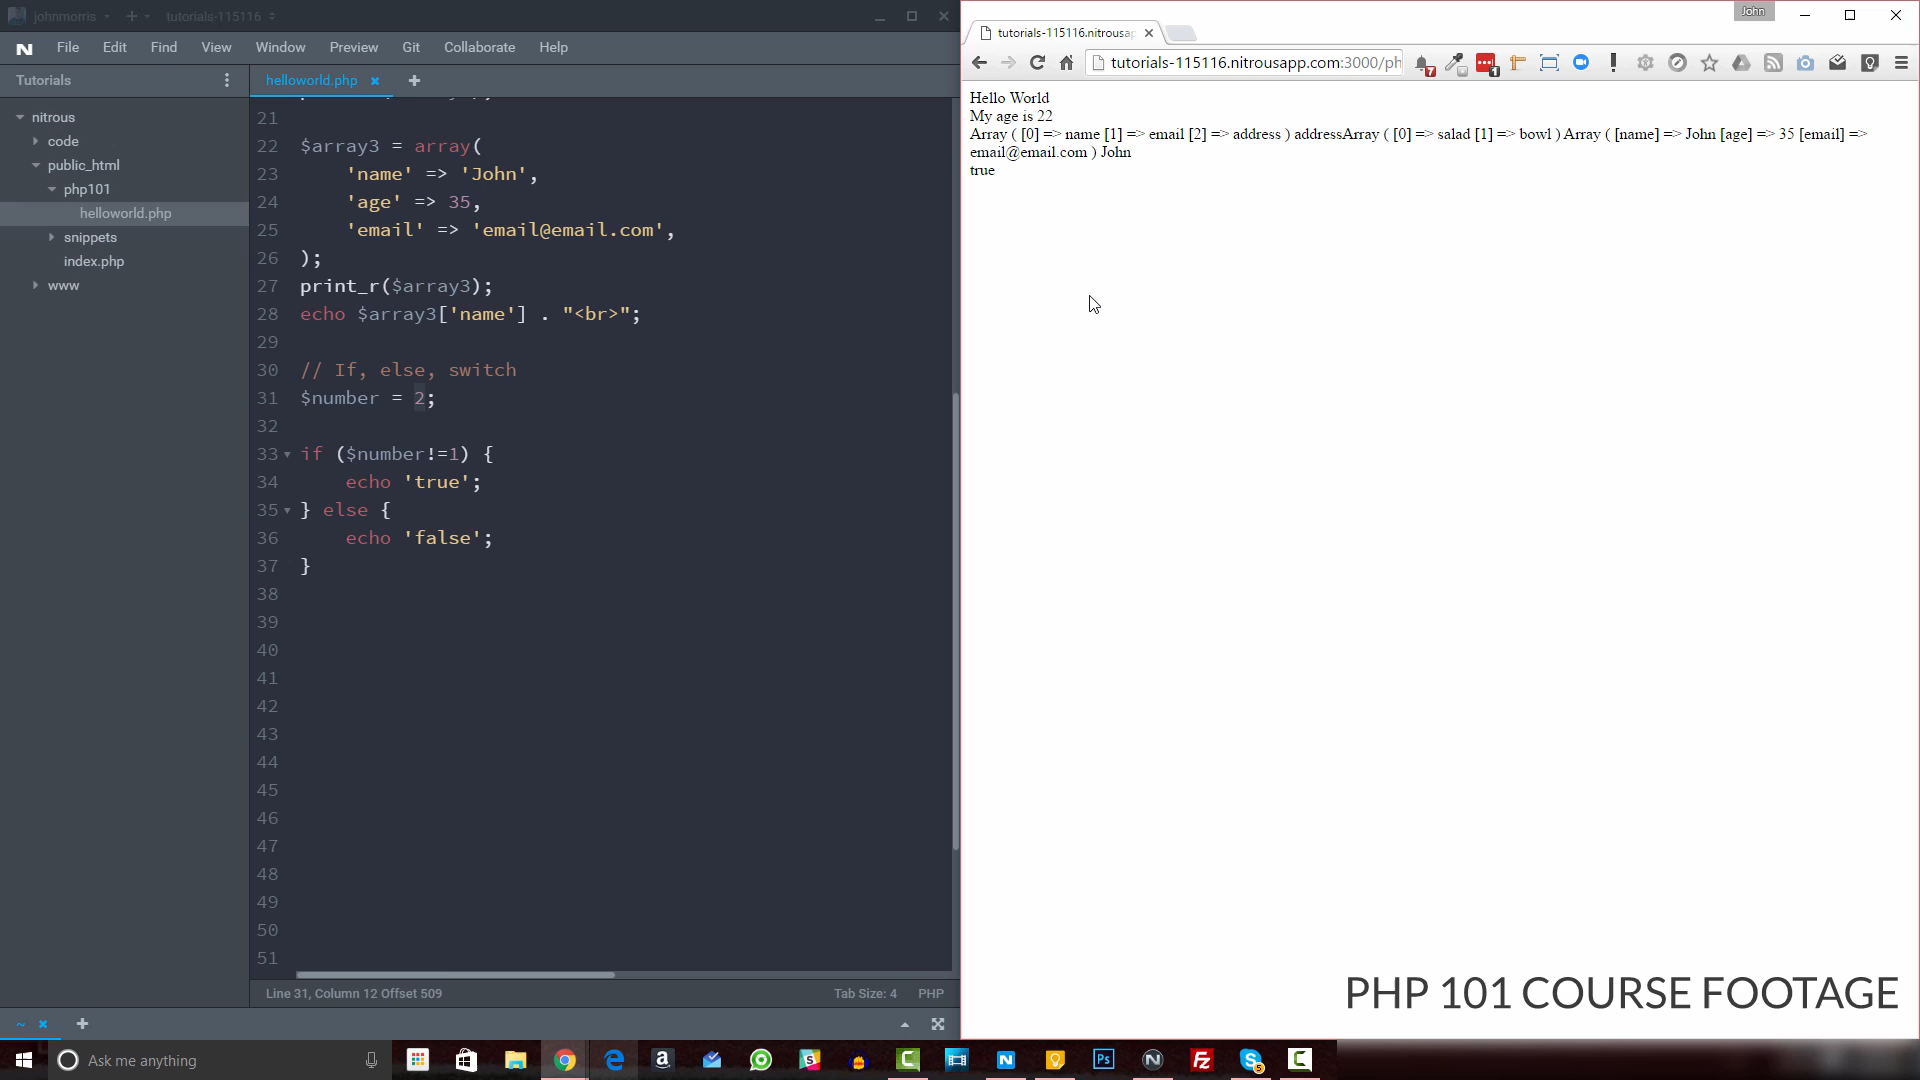 johnmorris
tutorials-115116
File Edit Find View Window Preview Git Collaborate Help
Tutorials
helloworld.php
nitrous
code
public_html
php101
helloworld.php
snippets
index.php
www
21
22 $array3 = array(
23 'name' => 'John',
24 'age' => 35,
25 'email' => 'email@email.com',
26 );
27 print_r($array3);
28 echo $array3['name'] . "<br>";
29
30 // If, else, switch
31 $number = 2;
32
33 if ($number!=1) {
34 echo 'true';
35 } else {
36 echo 'false';
37 }
38
39
40
41
42
43
44
45
46
47
48
49
50
51
Line 31, Column 12 Offset 509 Tab Size: 4 PHP
~
John
tutorials-115116.nitrousap
tutorials-115116.nitrousapp.com:3000/ph
7
1
Hello World
My age is 22
Array ( [0] => name [1] => email [2] => address ) addressArray ( [0] => salad [1] => bowl ) Array ( [name] => John [age] => 35 [email] =>
email@email.com ) John
true
PHP 101 COURSE FOOTAGE
Ask me anything
5